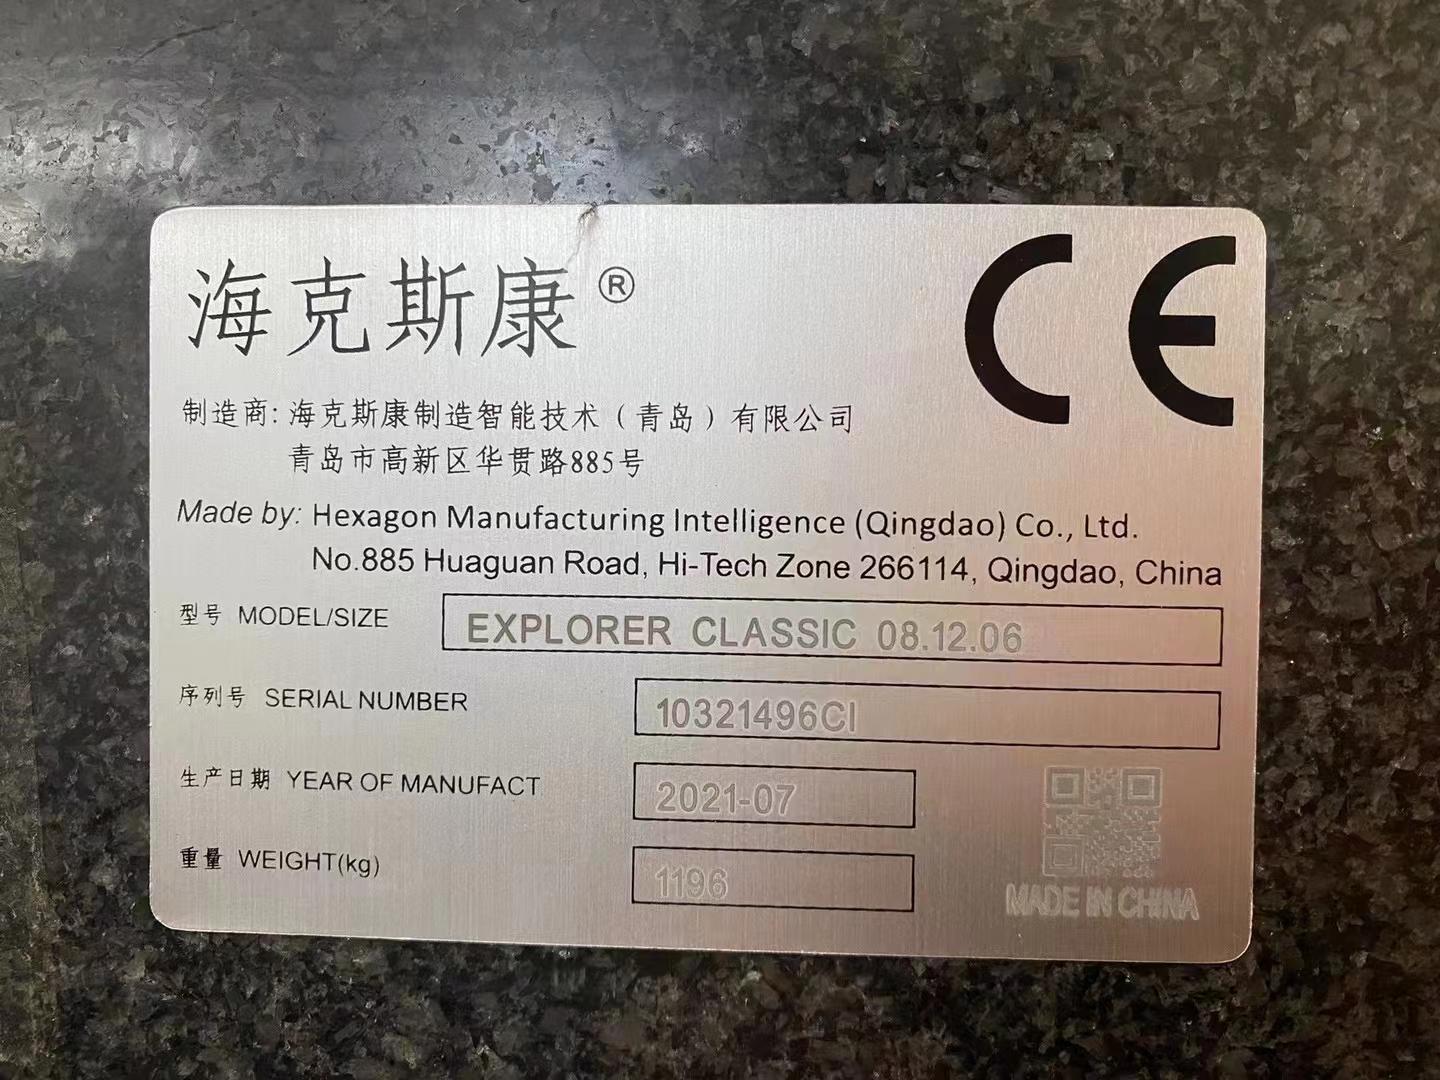 海克斯康®
CE
制造商: 海克斯康制造智能技术（青岛）有限公司
青岛市高新区华贯路885号
Made by: Hexagon Manufacturing Intelligence (Qingdao) Co., Ltd.
No.885 Huaguan Road, Hi-Tech Zone 266114, Qingdao, China
型号 MODEL/SIZE EXPLORER CLASSIC 08.12.06
序列号 SERIAL NUMBER 10321496CI
生产日期 YEAR OF MANUFACT 2021-07
重量 WEIGHT(kg) 1196
MADE IN CHINA